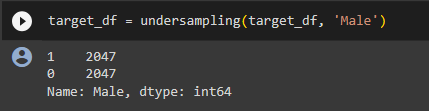 target_df = undersampling(target_df, 'Male')
1    2047
0    2047
Name: Male, dtype: int64